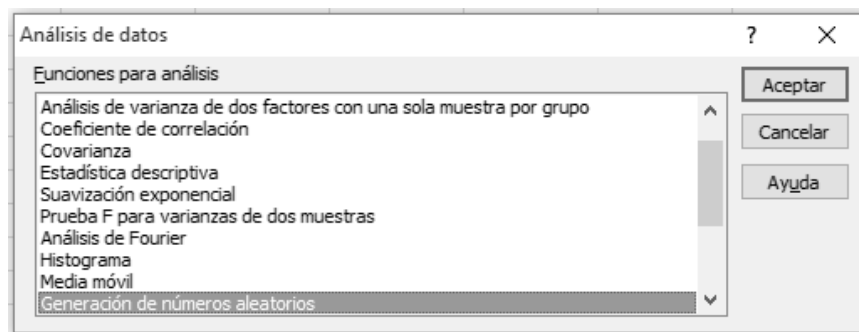 Análisis de datos ? X
Funciones para análisis
Análisis de varianza de dos factores con una sola muestra por grupo
Coeficiente de correlación
Covarianza
Estadística descriptiva
Suavización exponencial
Prueba F para varianzas de dos muestras
Análisis de Fourier
Histograma
Media móvil
Generación de números aleatorios
Aceptar
Cancelar
Ayuda